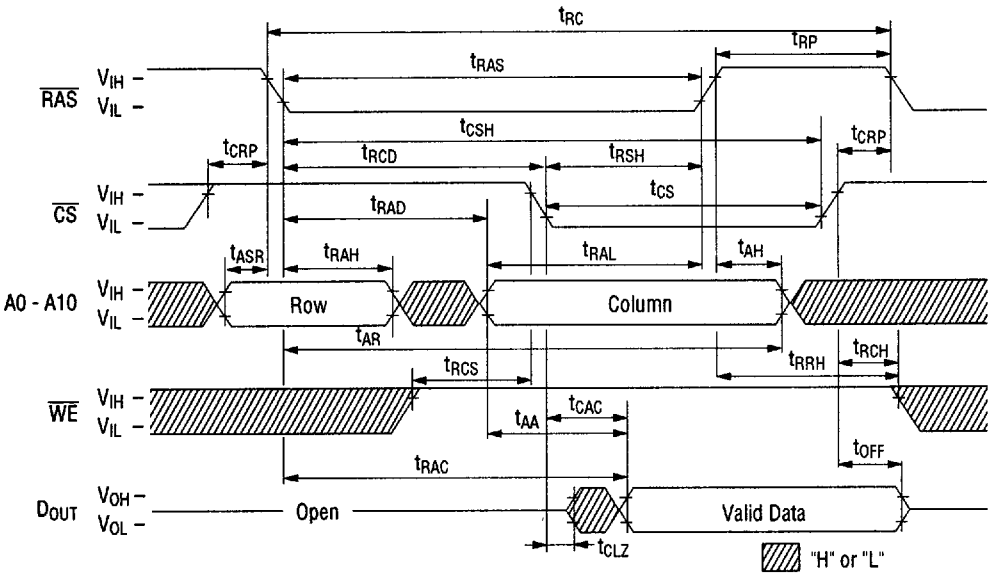 tRC
tRP
tRAS
RAS
VIH
VIL
tCSH
tCRP
tRCD
tRSH
tCRP
CS
VIH
VIL
tCS
tRAD
tASR
tRAH
tRAL
tAH
A0 - A10
VIH
VIL
Row
Column
tAR
tRCS
tRRH
tRCH
WE
VIH
VIL
tCAC
tAA
tRAC
tOFF
DOUT
VOH
VOL
Open
Valid Data
tCLZ
"H" or "L"